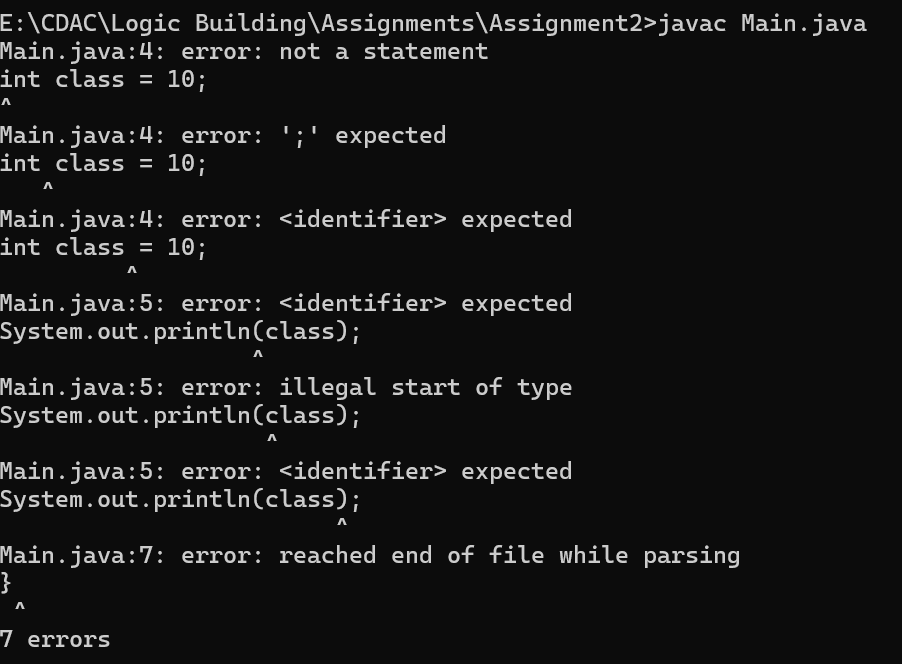 E:\CDAC\Logic Building\Assignments\Assignment2>javac Main.java
Main.java:4: error: not a statement
int class = 10;
^
Main.java:4: error: ';' expected
int class = 10;
   ^
Main.java:4: error: <identifier> expected
int class = 10;
         ^
Main.java:5: error: <identifier> expected
System.out.println(class);
                  ^
Main.java:5: error: illegal start of type
System.out.println(class);
                   ^
Main.java:5: error: <identifier> expected
System.out.println(class);
                        ^
Main.java:7: error: reached end of file while parsing
}
 ^
7 errors